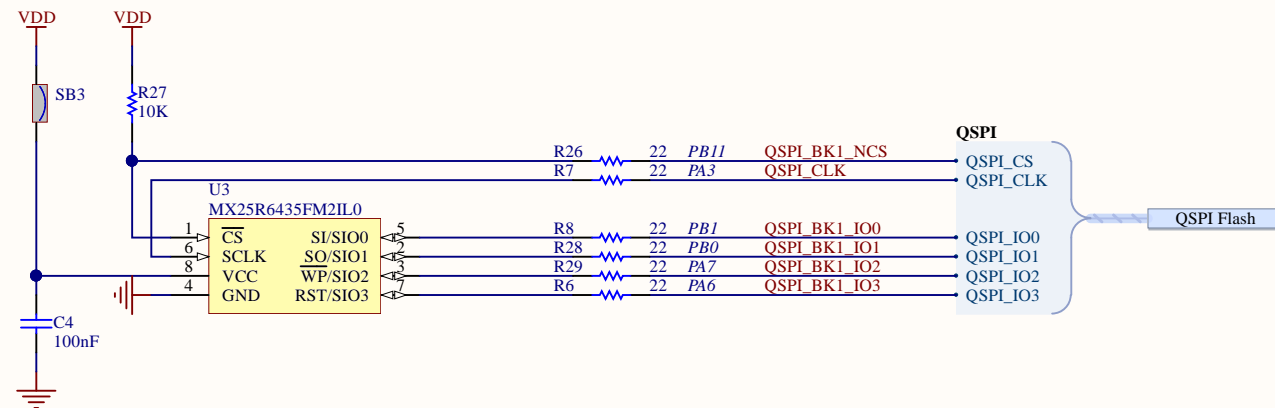 VDD VDD
SB3
R27
10K
QSPI
R26 22 PB11 QSPI_BK1_NCS QSPI_CS
R7 22 PA3 QSPI_CLK QSPI_CLK
U3
MX25R6435FM2IL0
QSPI Flash
1 CS SI/SIO0 5 R8 22 PB1 QSPI_BK1_IO0 QSPI_IO0
6 SCLK SO/SIO1 2 R28 22 PB0 QSPI_BK1_IO1 QSPI_IO1
8 VCC WP/SIO2 3 R29 22 PA7 QSPI_BK1_IO2 QSPI_IO2
4 GND RST/SIO3 7 R6 22 PA6 QSPI_BK1_IO3 QSPI_IO3
C4
100nF